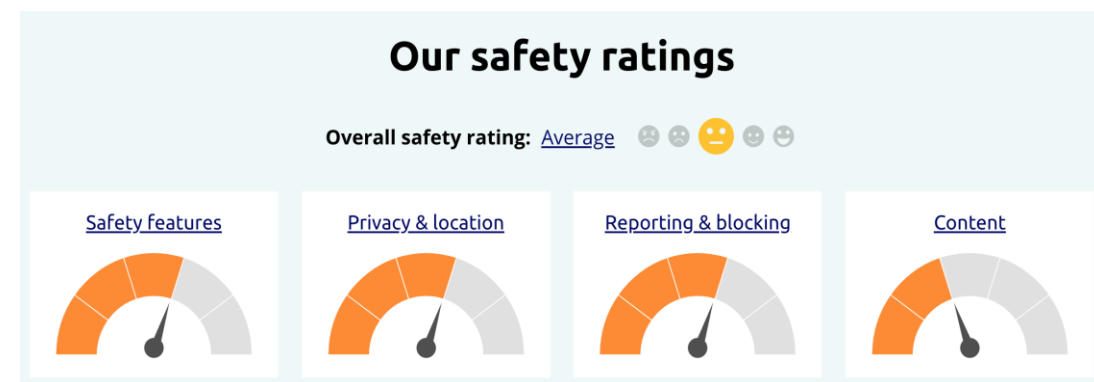 Our safety ratings
Overall safety rating: Average
Safety features
Privacy & location
Reporting & blocking
Content